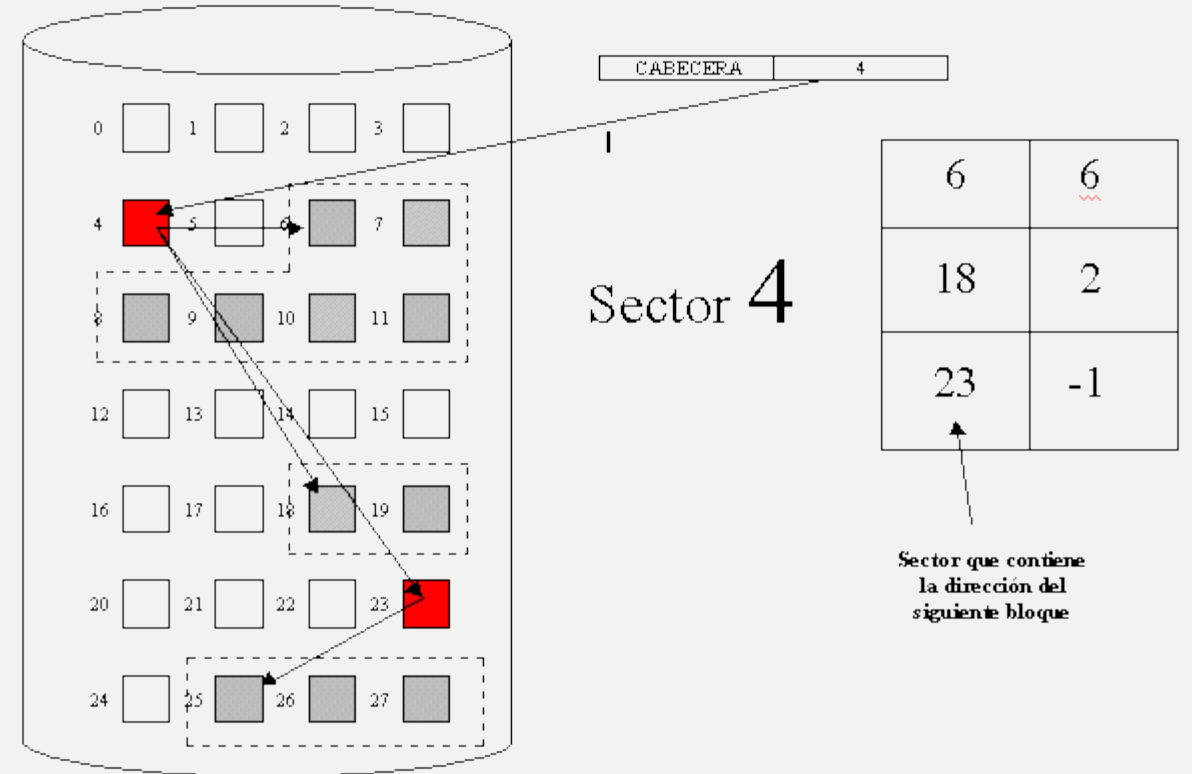 CABECERA 4
0 1 2 3
4 5 6 7
8 9 10 11
12 13 14 15
16 17 18 19
20 21 22 23
24 25 26 27
Sector 4
6 6
18 2
23 -1
Sector que contiene
la dirección del
siguiente bloque